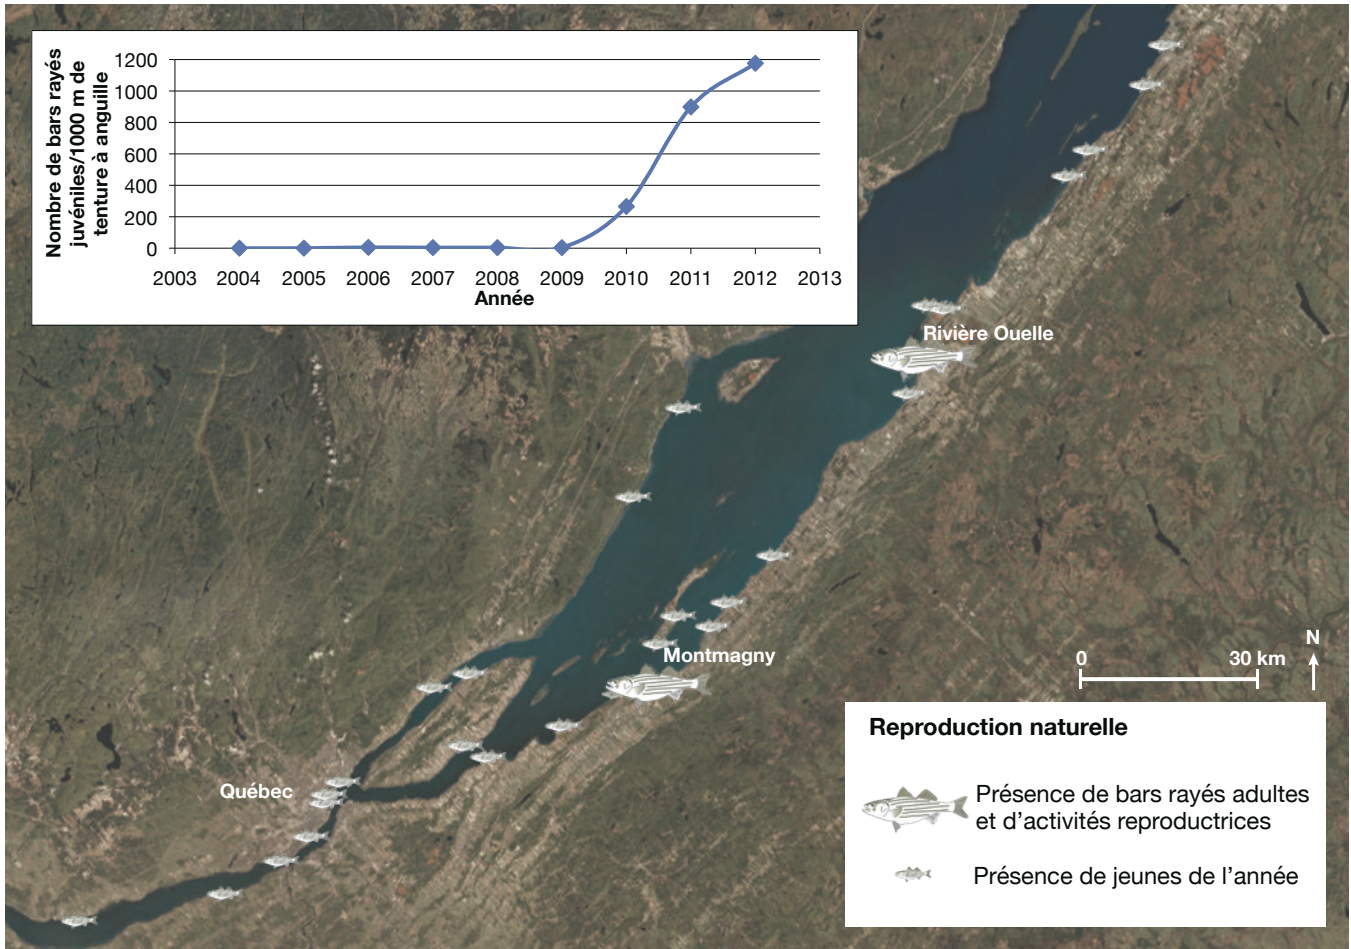 Nombre de bars rayés
juvéniles/1000 m de
tenture à anguille
1200
1000
800
600
400
200
0
2003 2004 2005 2006 2007 2008 2009 2010 2011 2012 2013
Année
Rivière Ouelle
Montmagny
Québec
0 30 km
N
Reproduction naturelle
Présence de bars rayés adultes
et d'activités reproductrices
Présence de jeunes de l'année